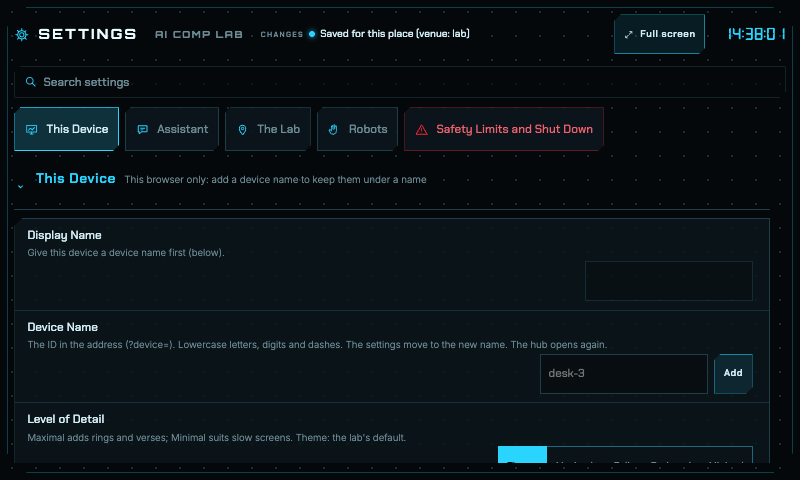 SETTINGS
AI COMP LAB
CHANGES
Saved for this place (venue: lab)
Full screen
14:38:01
Search settings
This Device
Assistant
The Lab
Robots
Safety Limits and Shut Down
This Device
This browser only: add a device name to keep them under a name
Display Name
Give this device a device name first (below).
Device Name
The ID in the address (?device=). Lowercase letters, digits and dashes. The settings move to the new name. The hub opens again.
desk-3
Add
Level of Detail
Maximal adds rings and verses; Minimal suits slow screens. Theme: the lab's default.